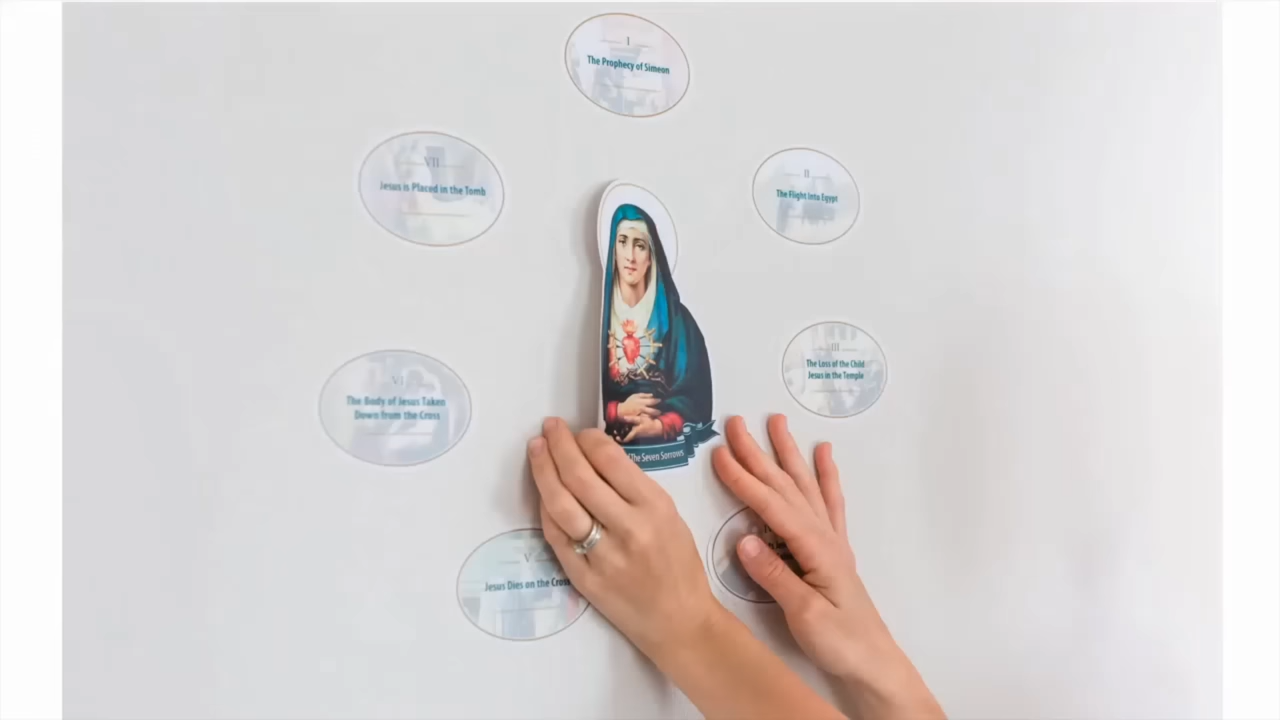 I
The Prophecy of Simeon
VII
Jesus is Placed in the Tomb
II
The Flight Into Egypt
III
The Loss of the Child
Jesus in the Temple
VI
The Body of Jesus Taken
Down from the Cross
The Seven Sorrows
V
Jesus Dies on the Cross